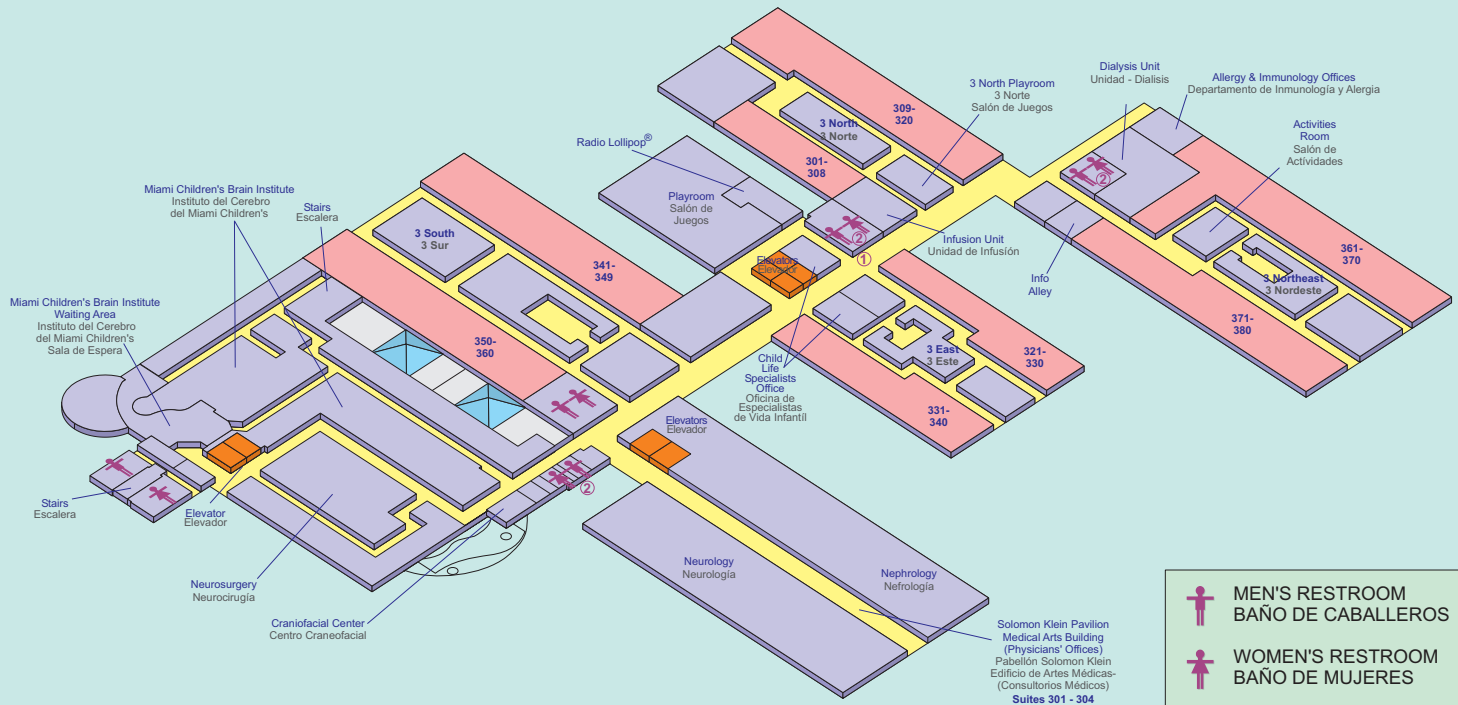 Dialysis Unit
Unidad - Dialisis
Allergy & Immunology Offices
Departamento de Inmunología y Alergia
3 North Playroom
3 Norte
Salón de Juegos
309-
320
3 North
3 Norte
Activities
Room
Salón de
Actívidades
Radio Lollipop®
301-
308
②
Miami Children's Brain Institute
Instituto del Cerebro
del Miami Children's
Stairs
Escalera
Playroom
Salón de
Juegos
3 South
3 Sur
②
①
Infusion Unit
Unidad de Infusíón
361-
370
341-
349
Elevators
Elevador
Info
Alley
3 Northeast
3 Nordeste
Miami Children's Brain Institute
Waiting Area
Instituto del Cerebro
del Miami Children's
Sala de Espera
371-
380
350-
360
3 East
3 Este
321-
330
Child
Life
Specialists
Office
Oficina de
Especialistas
de Vida Infantíl
331-
340
Elevators
Elevador
②
Stairs
Escalera
Elevator
Elevador
Neurology
Neurología
Nephrology
Nefrología
Neurosurgery
Neurocirugía
Craniofacial Center
Centro Craneofacial
Solomon Klein Pavilion
Medical Arts Building
(Physicians' Offices)
Pabellón Solomon Klein
Edificio de Artes Médicas-
(Consultorios Médicos)
Suites 301 - 304
MEN'S RESTROOM
BAÑO DE CABALLEROS
WOMEN'S RESTROOM
BAÑO DE MUJERES